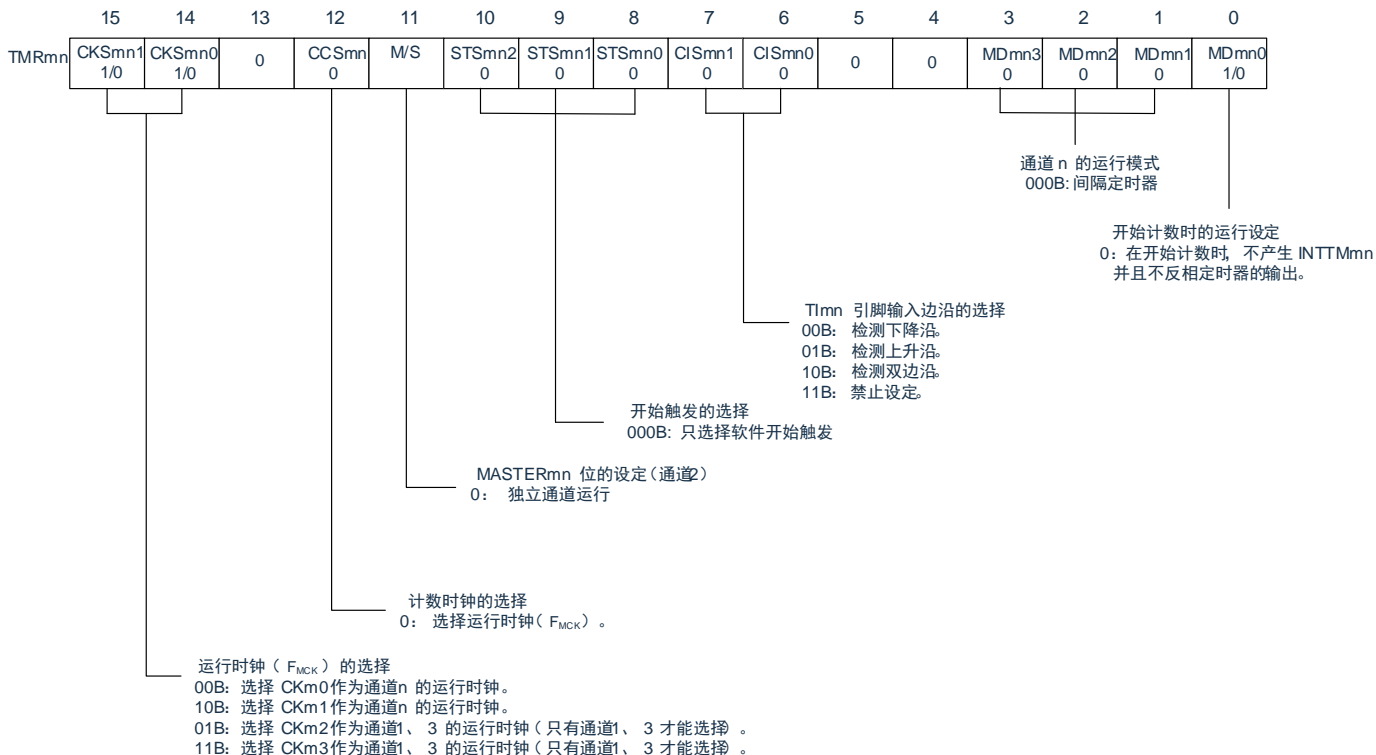 15 14 13 12 11 10 9 8 7 6 5 4 3 2 1 0
TMRmn CKSmn1 CKSmn0 0 CCSmn M/S STSmn2 STSmn1 STSmn0 CISmn1 CISmn0 0 0 MDmn3 MDmn2 MDmn1 MDmn0
1/0 1/0 0 0 0 0 0 0 0 0 0 1/0
通道 n 的运行模式
000B: 间隔定时器
开始计数时的运行设定
0：在开始计数时，不产生 INTTMmn
并且不反相定时器的输出。
TImn 引脚输入边沿的选择
00B： 检测下降沿。
01B： 检测上升沿。
10B： 检测双边沿。
11B： 禁止设定。
开始触发的选择
000B: 只选择软件开始触发
MASTERmn 位的设定（通道2）
0： 独立通道运行
计数时钟的选择
0： 选择运行时钟（ FMCK）。
运行时钟（ FMCK ）的选择
00B：选择 CKm0作为通道n 的运行时钟。
10B：选择 CKm1作为通道n 的运行时钟。
01B：选择 CKm2作为通道1、 3 的运行时钟（只有通道1、 3 才能选择）。
11B：选择 CKm3作为通道1、 3 的运行时钟（只有通道1、 3 才能选择）。